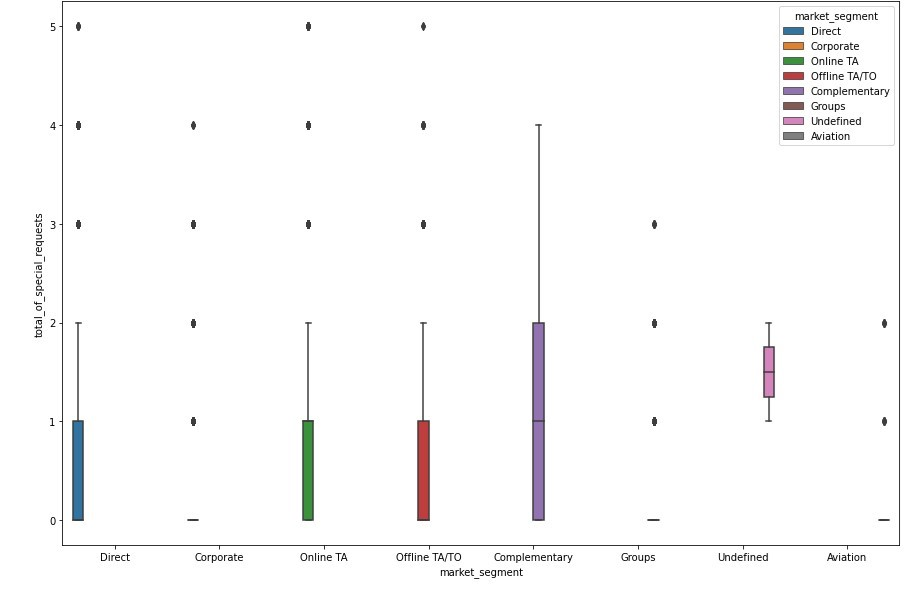 5
4
3
2
1
0
total_of_special_requests
market_segment
Direct
Corporate
Online TA
Offline TA/TO
Complementary
Groups
Undefined
Aviation
Direct Corporate Online TA Offline TA/TO Complementary Groups Undefined Aviation
market_segment